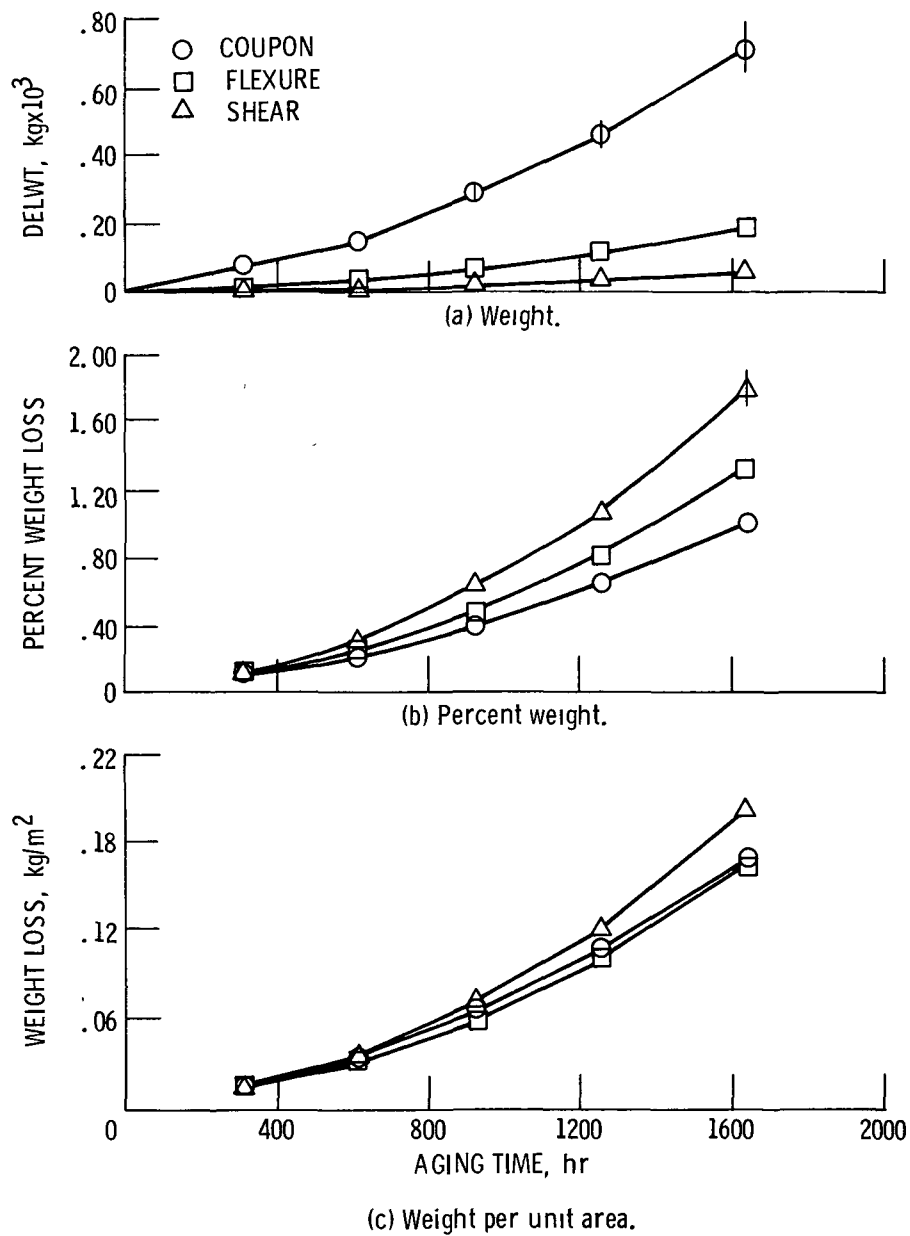 .80
.60
.40
.20
0
DELWT, kgx10³
COUPON
FLEXURE
SHEAR
(a) Weight.
2.00
1.60
1.20
.80
.40
0
PERCENT WEIGHT LOSS
(b) Percent weight.
.22
.18
.12
.06
WEIGHT LOSS, kg/m²
0 400 800 1200 1600 2000
AGING TIME, hr
(c) Weight per unit area.